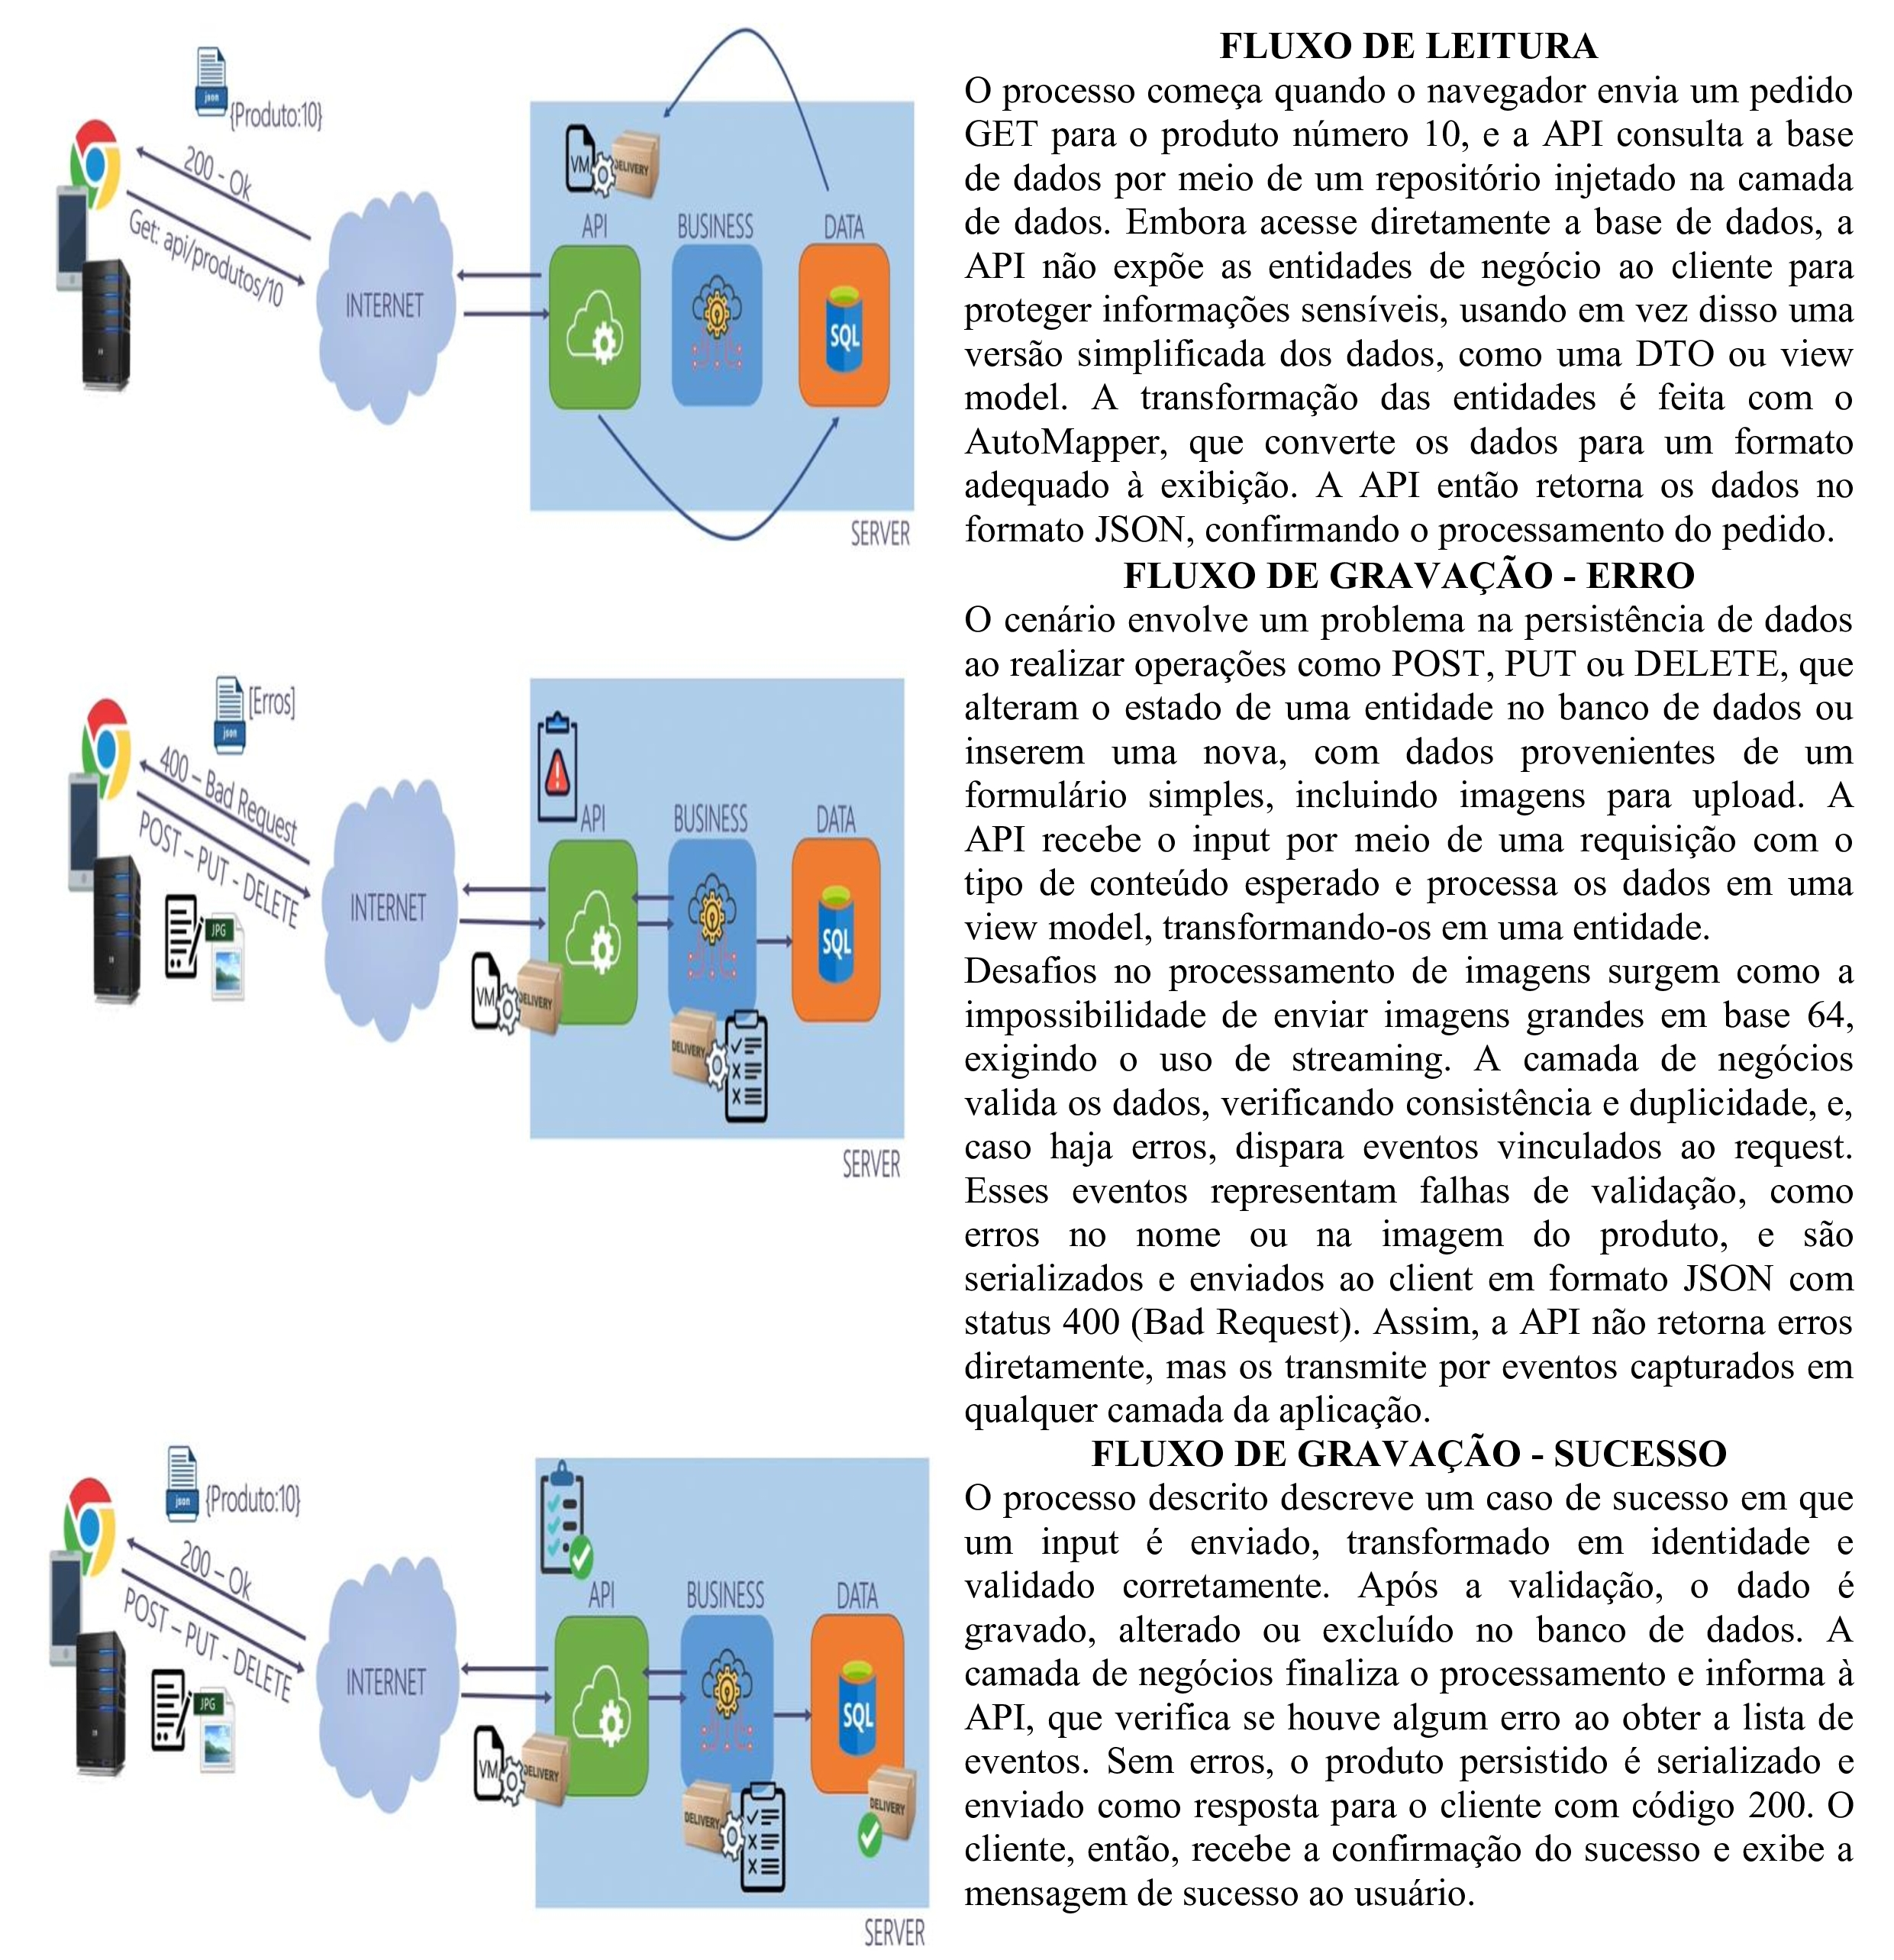 json
{Produto:10}
200 - Ok
Get: api/produtos/10
INTERNET
VM
DELIVERY
API
BUSINESS
DATA
SQL
SERVER
FLUXO DE LEITURA
O processo começa quando o navegador envia um pedido
GET para o produto número 10, e a API consulta a base
de dados por meio de um repositório injetado na camada
de dados. Embora acesse diretamente a base de dados, a
API não expõe as entidades de negócio ao cliente para
proteger informações sensíveis, usando em vez disso uma
versão simplificada dos dados, como uma DTO ou view
model. A transformação das entidades é feita com o
AutoMapper, que converte os dados para um formato
adequado à exibição. A API então retorna os dados no
formato JSON, confirmando o processamento do pedido.
json
[Erros]
400 – Bad Request
POST – PUT - DELETE
JPG
INTERNET
API
BUSINESS
DATA
SQL
VM
DELIVERY
DELIVERY
SERVER
FLUXO DE GRAVAÇÃO - ERRO
O cenário envolve um problema na persistência de dados
ao realizar operações como POST, PUT ou DELETE, que
alteram o estado de uma entidade no banco de dados ou
inserem uma nova, com dados provenientes de um
formulário simples, incluindo imagens para upload. A
API recebe o input por meio de uma requisição com o
tipo de conteúdo esperado e processa os dados em uma
view model, transformando-os em uma entidade.
Desafios no processamento de imagens surgem como a
impossibilidade de enviar imagens grandes em base 64,
exigindo o uso de streaming. A camada de negócios
valida os dados, verificando consistência e duplicidade, e,
caso haja erros, dispara eventos vinculados ao request.
Esses eventos representam falhas de validação, como
erros no nome ou na imagem do produto, e são
serializados e enviados ao client em formato JSON com
status 400 (Bad Request). Assim, a API não retorna erros
diretamente, mas os transmite por eventos capturados em
qualquer camada da aplicação.
json
{Produto:10}
200 – Ok
POST – PUT - DELETE
JPG
INTERNET
API
BUSINESS
DATA
SQL
VM
DELIVERY
DELIVERY
DELIVERY
SERVER
FLUXO DE GRAVAÇÃO - SUCESSO
O processo descrito descreve um caso de sucesso em que
um input é enviado, transformado em identidade e
validado corretamente. Após a validação, o dado é
gravado, alterado ou excluído no banco de dados. A
camada de negócios finaliza o processamento e informa à
API, que verifica se houve algum erro ao obter a lista de
eventos. Sem erros, o produto persistido é serializado e
enviado como resposta para o cliente com código 200. O
cliente, então, recebe a confirmação do sucesso e exibe a
mensagem de sucesso ao usuário.